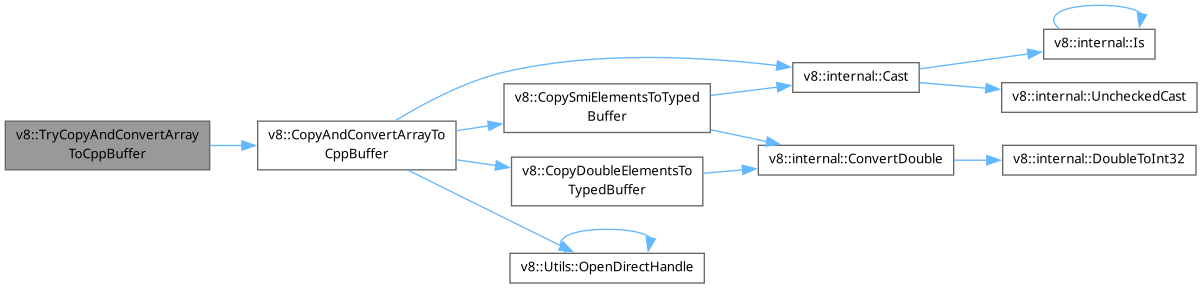 v8::TryCopyAndConvertArray
ToCppBuffer
v8::CopyAndConvertArrayTo
CppBuffer
v8::CopySmiElementsToTyped
Buffer
v8::CopyDoubleElementsTo
TypedBuffer
v8::Utils::OpenDirectHandle
v8::internal::Cast
v8::internal::ConvertDouble
v8::internal::Is
v8::internal::UncheckedCast
v8::internal::DoubleToInt32